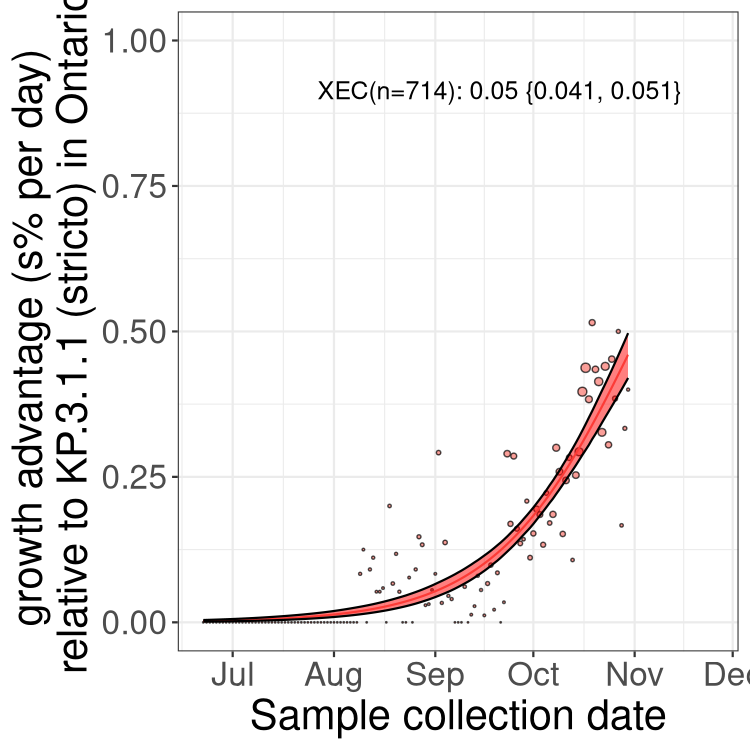 growth advantage (s% per day)
relative to KP.3.1.1 (stricto) in Ontario
1.00
XEC(n=714): 0.05 {0.041, 0.051}
0.75
0.50
0.25
0.00
Jul Aug Sep Oct Nov Dec
Sample collection date